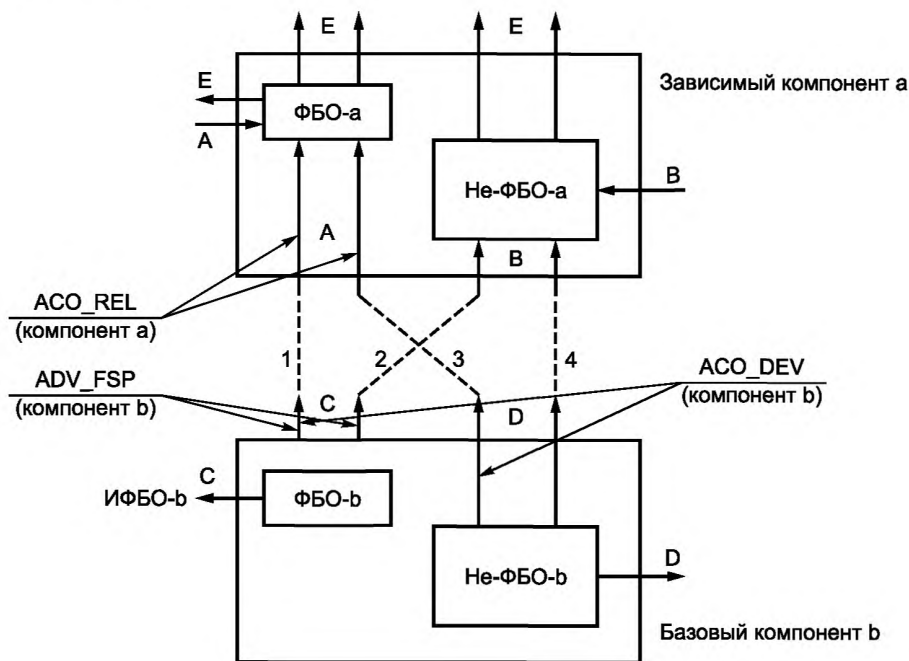 E
E
Зависимый компонент a
E
ФБО-a
A
Не-ФБО-a
B
A
B
ACO_REL
(компонент a)
1
2
3
4
ADV_FSP
(компонент b)
ACO_DEV
(компонент b)
C
D
C
ИФБО-b
ФБО-b
Не-ФБО-b
D
Базовый компонент b